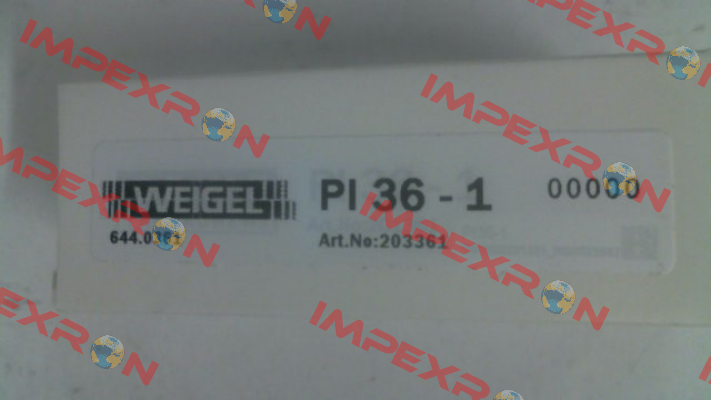 WEIGEL PI 36 - 1 00000
Art.No:203361
IMPEXRON
IMPEXRON
IMPEXRON
IMPEXRON
IMPEXRON